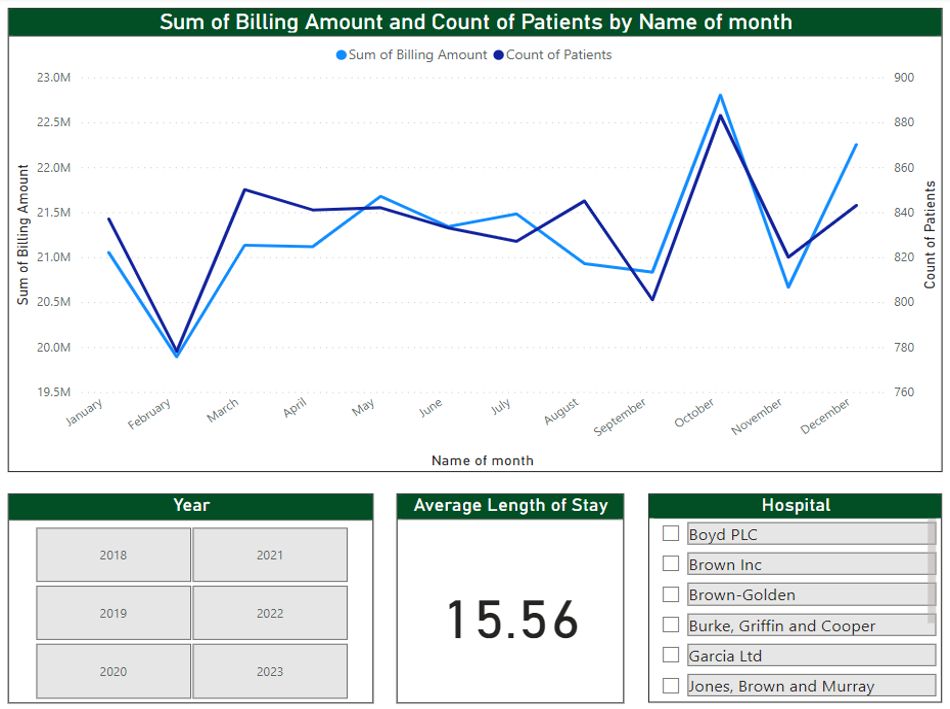 Sum of Billing Amount and Count of Patients by Name of month
Sum of Billing Amount Count of Patients
23.0M 900
22.5M 880
22.0M 860
21.5M 840
21.0M 820
20.5M 800
20.0M 780
19.5M 760
Sum of Billing Amount
Count of Patients
January February March April May June July August September October November December
Name of month
Year
2018 2021
2019 2022
2020 2023
Average Length of Stay
15.56
Hospital
Boyd PLC
Brown Inc
Brown-Golden
Burke, Griffin and Cooper
Garcia Ltd
Jones, Brown and Murray